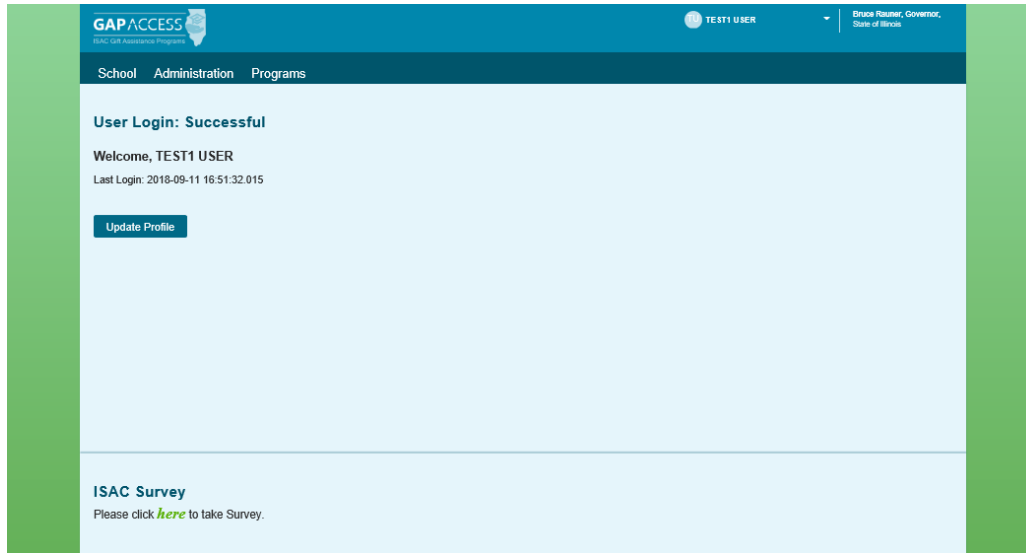 GAPACCESS
ISAC Gift Assistance Programs
TU TEST1 USER
Bruce Rauner, Governor,
State of Illinois
School Administration Programs
User Login: Successful
Welcome, TEST1 USER
Last Login: 2018-09-11 16:51:32.015
Update Profile
ISAC Survey
Please click here to take Survey.